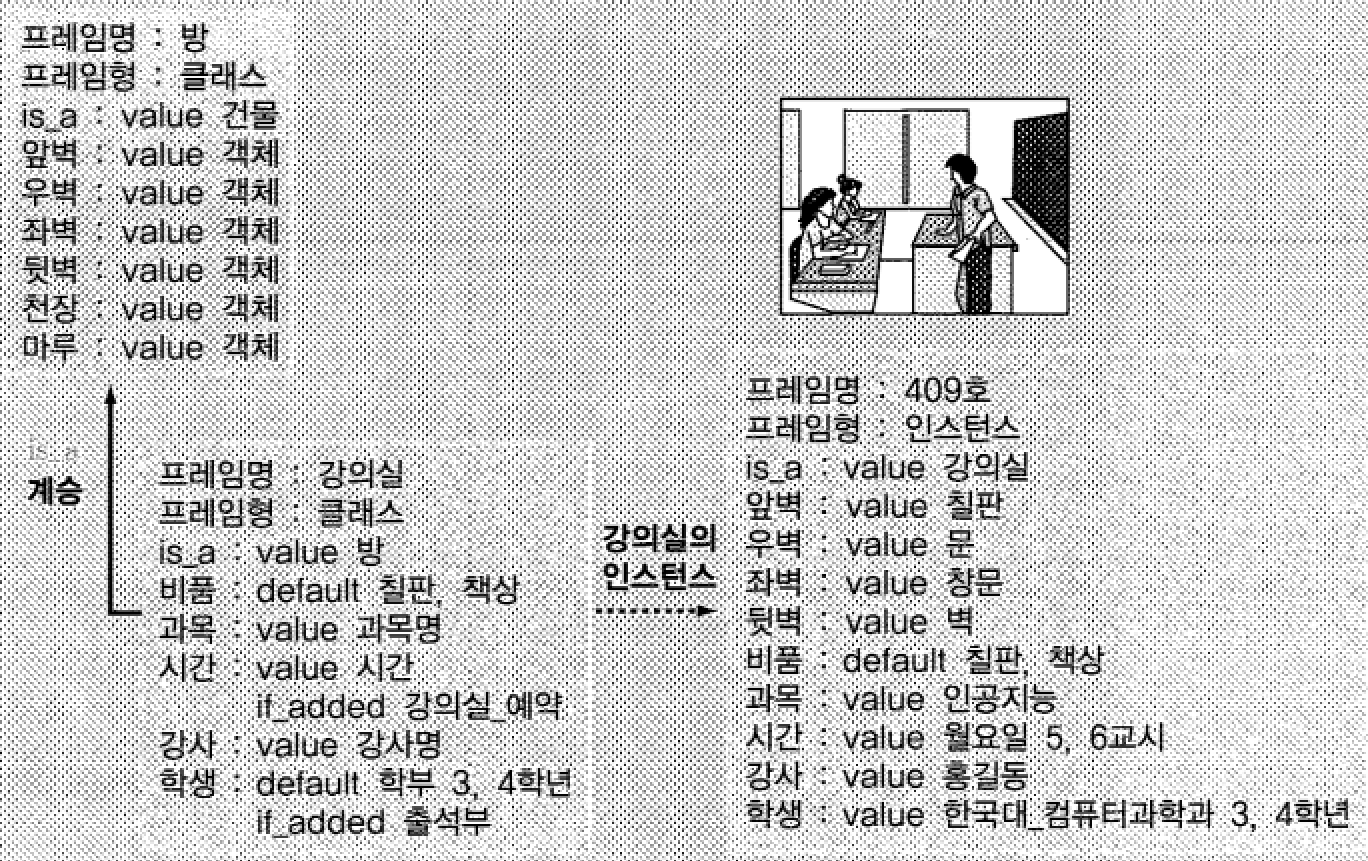 프레임명 : 방
프레임형 : 클래스
is_a : value 건물
앞벽 : value 객체
우벽 : value 객체
좌벽 : value 객체
뒷벽 : value 객체
천장 : value 객체
마루 : value 객체
is_a
계승
프레임명 : 강의실
프레임형 : 클래스
is_a : value 방
비품 : default 칠판, 책상
과목 : value 과목명
시간 : value 시간
if_added 강의실_예약
강사 : value 강사명
학생 : default 학부 3, 4학년
if_added 출석부
강의실의
인스턴스
프레임명 : 409호
프레임형 : 인스턴스
is_a : value 강의실
앞벽 : value 칠판
우벽 : value 문
좌벽 : value 창문
뒷벽 : value 벽
비품 : default 칠판, 책상
과목 : value 인공지능
시간 : value 월요일 5, 6교시
강사 : value 홍길동
학생 : value 한국대_컴퓨터과학과 3, 4학년